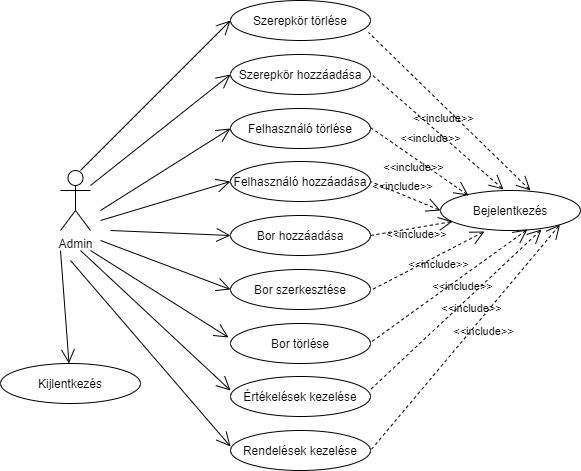 Szerepkör törlése
Szerepkör hozzáadása
<<include>>
Felhasználó törlése
<<include>>
<<include>>
Felhasználó hozzáadása
<<include>>
Bejelentkezés
Admin
Bor hozzáadása
<<include>>
<<include>>
Bor szerkesztése
<<include>>
<<include>>
<<include>>
Bor törlése
Kijlentkezés
Értékelések kezelése
Rendelések kezelése